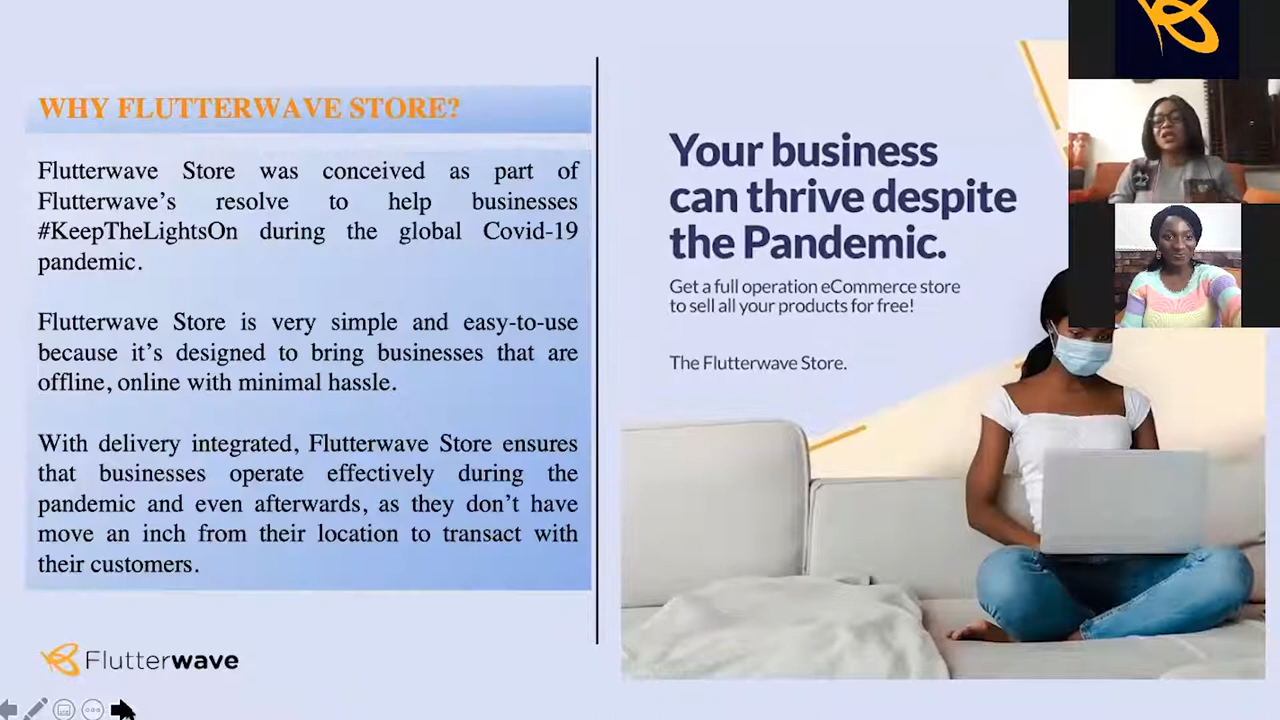 WHY FLUTTERWAVE STORE?
Flutterwave Store was conceived as part of
Flutterwave’s resolve to help businesses
#KeepTheLightsOn during the global Covid-19
pandemic.
Flutterwave Store is very simple and easy-to-use
because it’s designed to bring businesses that are
offline, online with minimal hassle.
With delivery integrated, Flutterwave Store ensures
that businesses operate effectively during the
pandemic and even afterwards, as they don’t have
move an inch from their location to transact with
their customers.
Flutterwave
Your business
can thrive despite
the Pandemic.
Get a full operation eCommerce store
to sell all your products for free!
The Flutterwave Store.